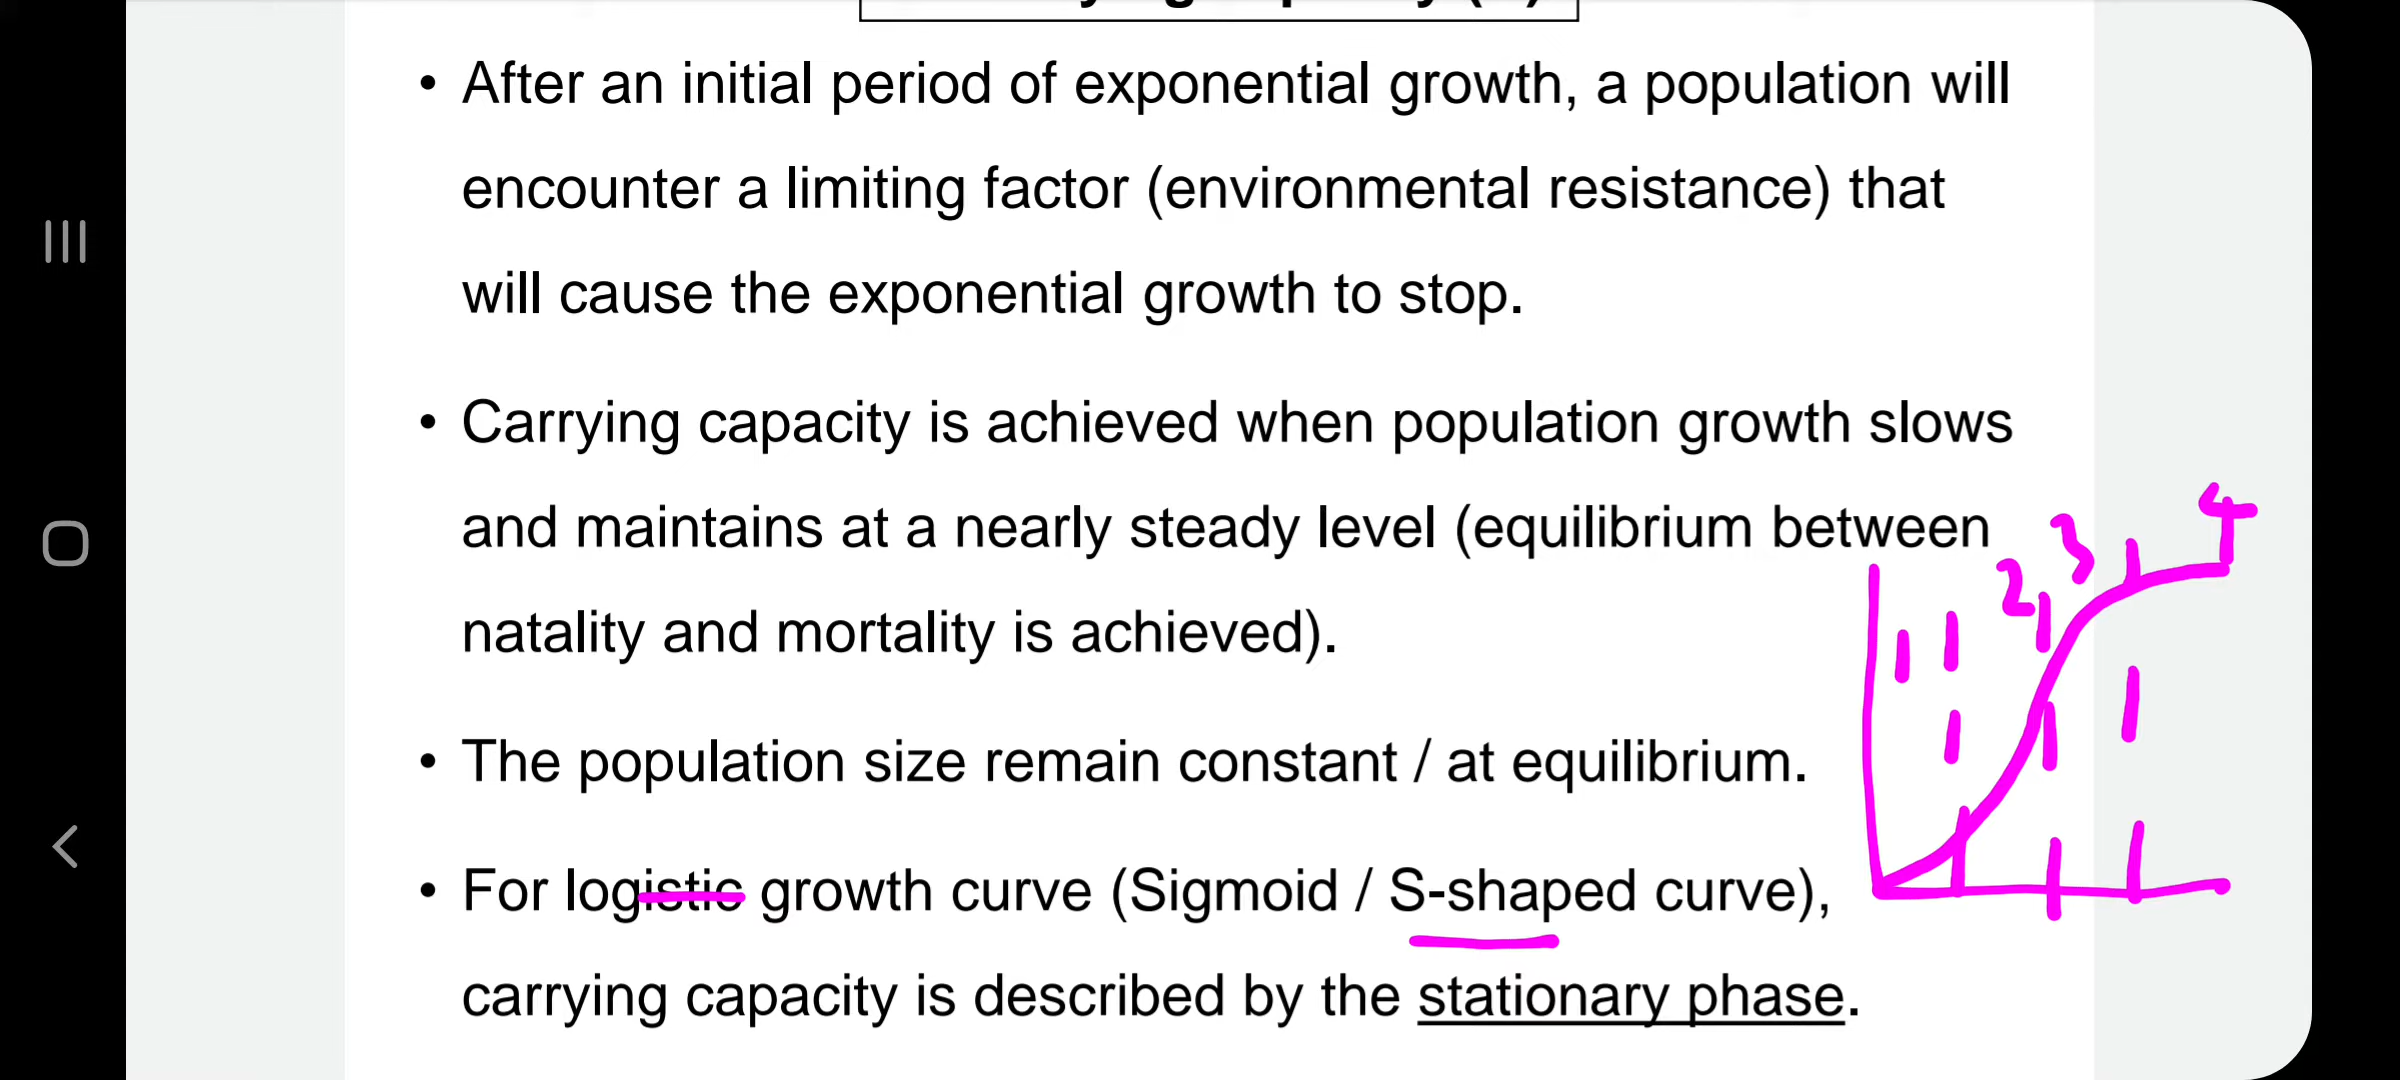 • After an initial period of exponential growth, a population will
encounter a limiting factor (environmental resistance) that
will cause the exponential growth to stop.
• Carrying capacity is achieved when population growth slows
and maintains at a nearly steady level (equilibrium between
natality and mortality is achieved).
• The population size remain constant / at equilibrium.
• For logistic growth curve (Sigmoid / S-shaped curve),
carrying capacity is described by the stationary phase.
1 2 3 4